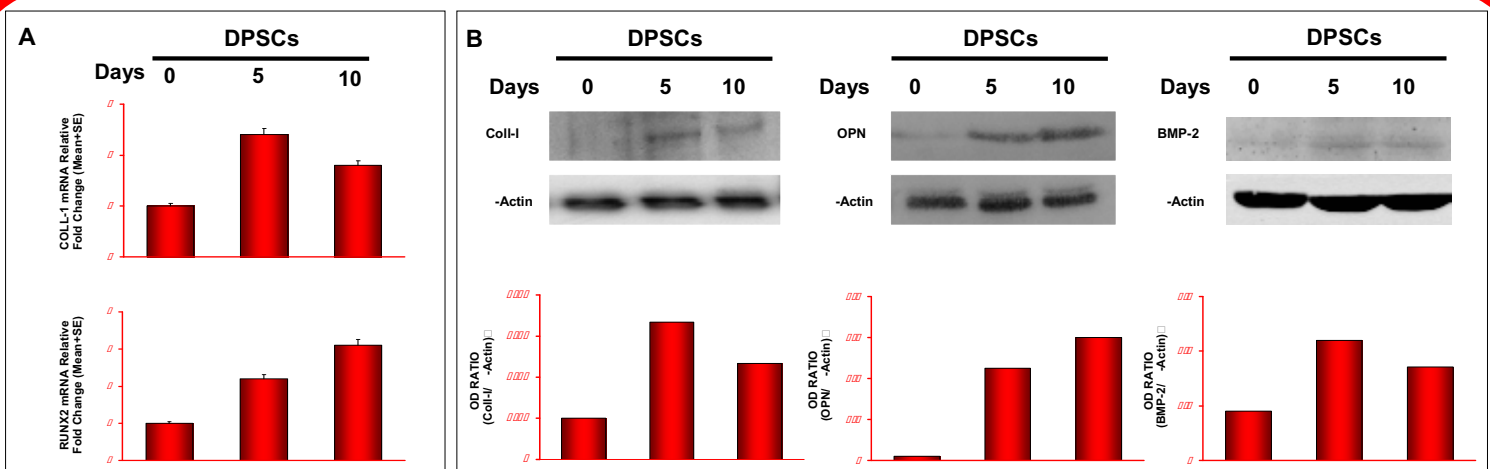 A
DPSCs
Days 0 5 10
COL-1 mRNA Relative
Fold Change (Mean+SE)
RUNX2 mRNA Relative
Fold Change (Mean+SE)
B
DPSCs
Days 0 5 10
Coll-I
-Actin
OD RATIO
(Coll-I/ -Actin)
DPSCs
Days 0 5 10
OPN
-Actin
OD RATIO
(OPN/ -Actin)
DPSCs
Days 0 5 10
BMP-2
-Actin
OD RATIO
(BMP-2/ -Actin)